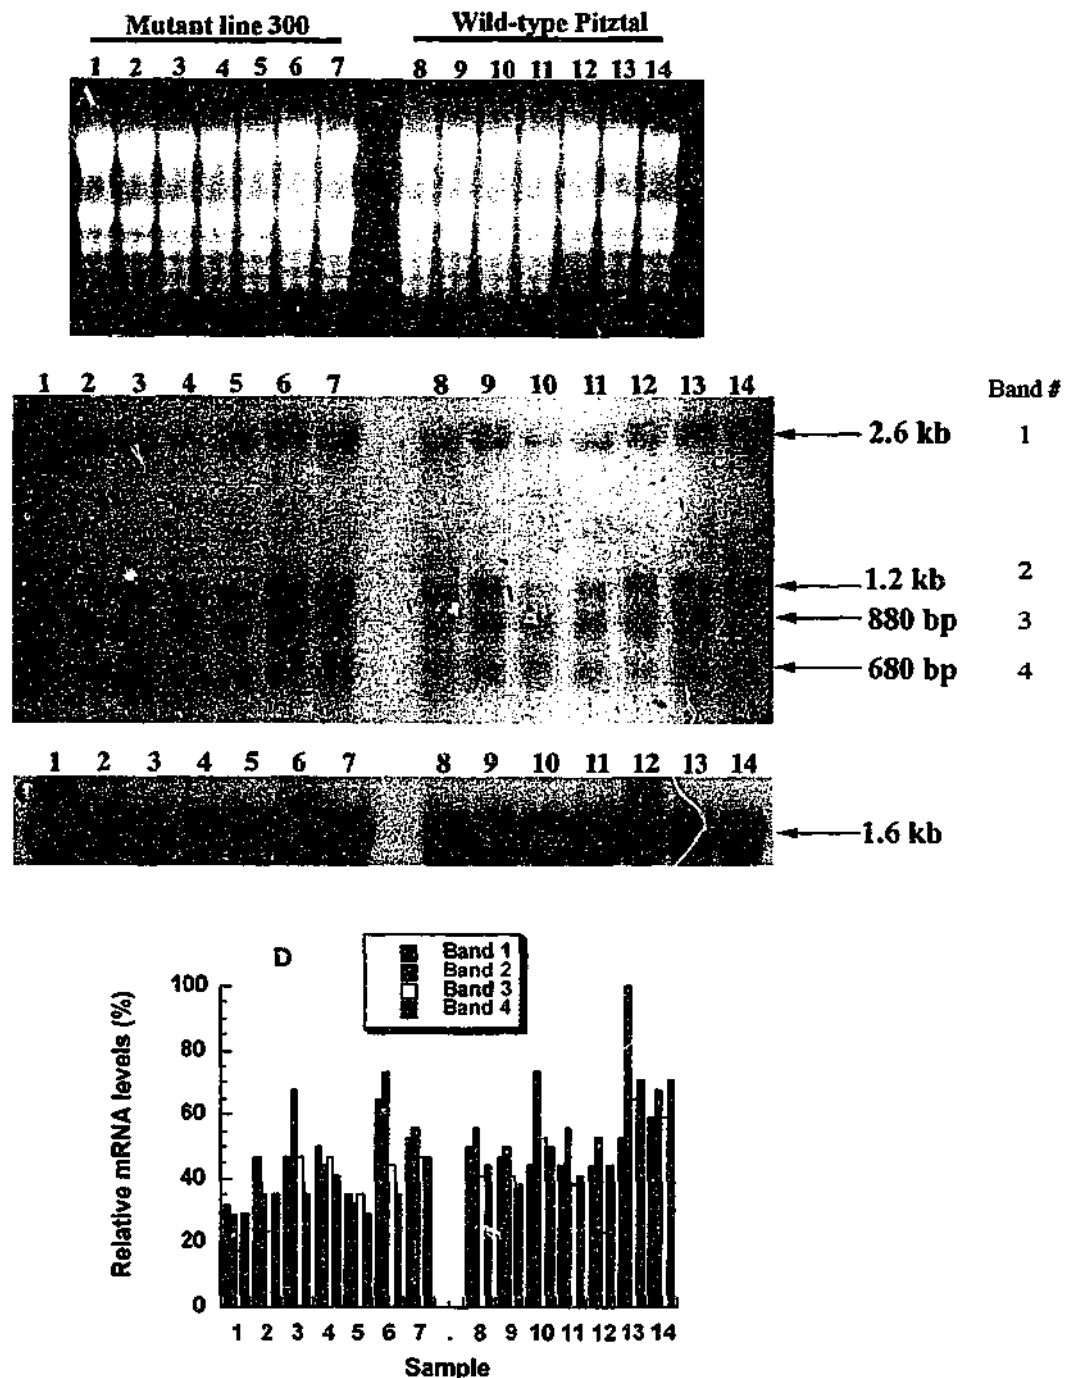 Mutant line 300 Wild-type Pitztal
1 2 3 4 5 6 7 8 9 10 11 12 13 14
1 2 3 4 5 6 7 8 9 10 11 12 13 14 Band #
2.6 kb 1
1.2 kb 2
880 bp 3
680 bp 4
1 2 3 4 5 6 7 8 9 10 11 12 13 14
1.6 kb
D
Band 1
Band 2
Band 3
Band 4
Relative mRNA levels (%)
100
80
60
40
20
0
1 2 3 4 5 6 7 . 8 9 10 11 12 13 14
Sample